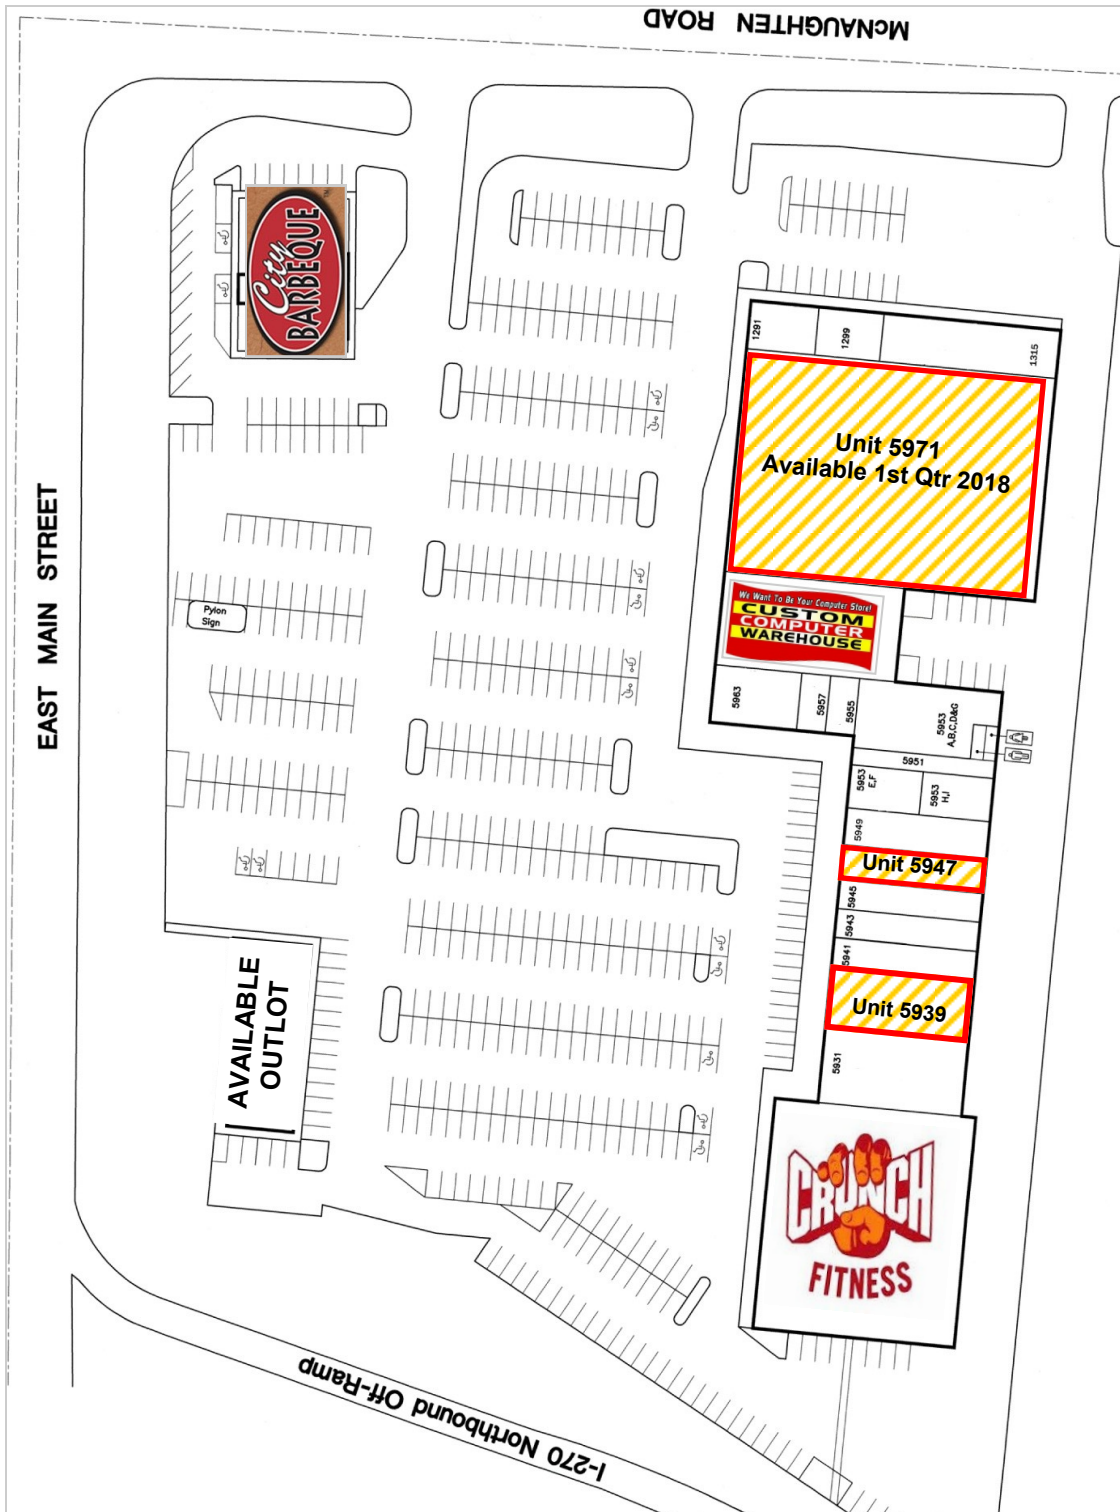 McNAUGHTEN ROAD
City
BARBEQUE
TM
1291
1299
1315
Unit 5971
Available 1st Qtr 2018
EAST MAIN STREET
Pylon
Sign
We Want To Be Your Computer Store!
CUSTOM
COMPUTER
WAREHOUSE
5963
5957
5955
5953
A,B,C,D&G
5951
5953
E,F
5953
H,I
5949
Unit 5947
5945
5943
5941
Unit 5939
5931
AVAILABLE
OUTLOT
CRUNCH
FITNESS
I-270 Northbound Off-Ramp